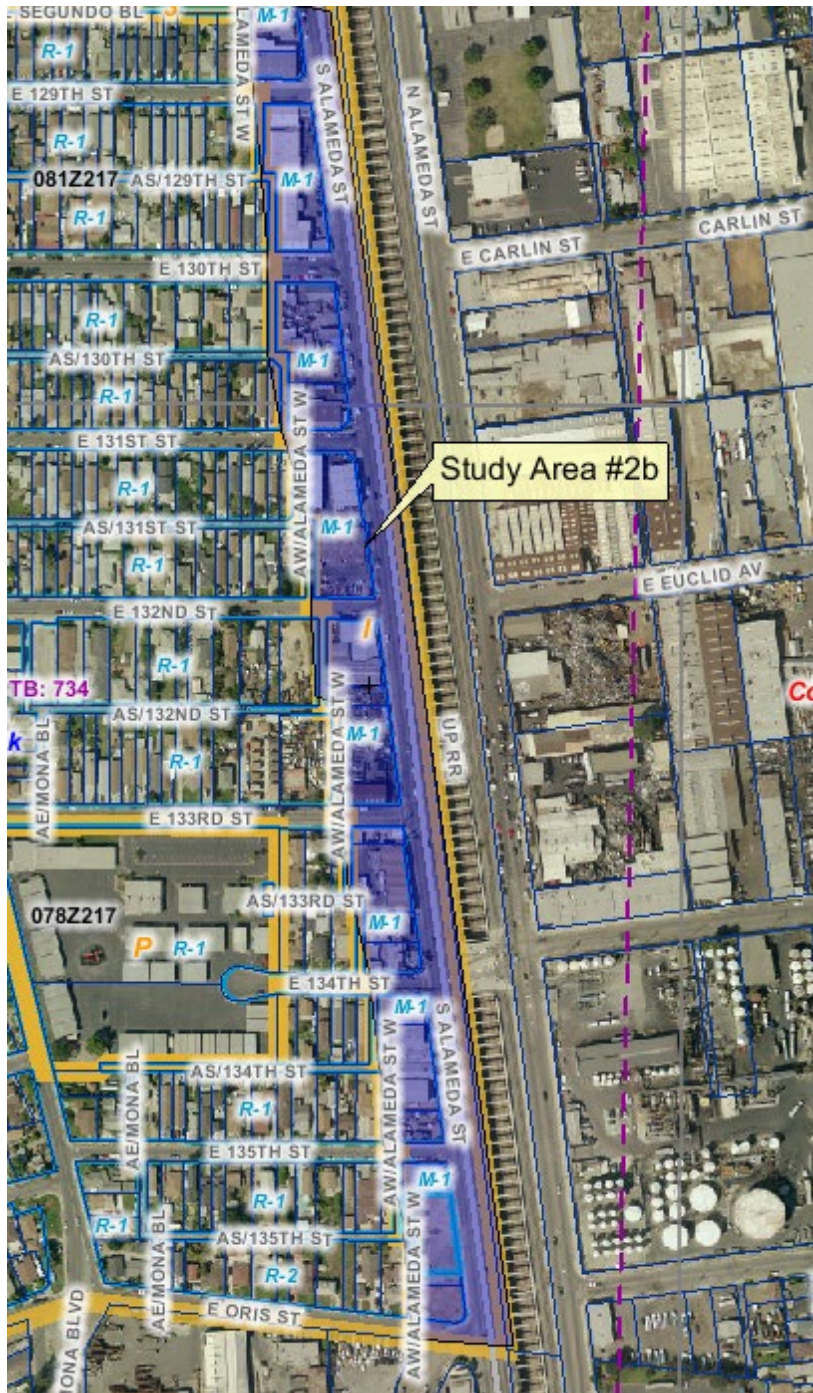 L SEGUNDO BL
M-1
R-1
LAMEDA ST W
S ALAMEDA ST
N ALAMEDA ST
E 129TH ST
R-1
081Z217
AS/129TH ST
M-1
R-1
CARLIN ST
E CARLIN ST
E 130TH ST
R-1
AS/130TH ST
M-1
R-1
AW/ALAMEDA ST W
E 131ST ST
Study Area #2b
R-1
AS/131ST ST
M-1
R-1
E EUCLID AV
E 132ND ST
I
R-1
TB: 734
Co
AS/132ND ST
k
AE/MONA BL
R-1
AW/ALAMEDA ST W
M-1
UP RR
E 133RD ST
AS/133RD ST
078Z217
M-1
P
R-1
E 134TH ST
M-1
AW/ALAMEDA ST W
S ALAMEDA ST
AS/134TH ST
AE/MONA BL
R-1
E 135TH ST
M-1
R-1
R-1
AE/MONA BL
AS/135TH ST
AW/ALAMEDA ST W
R-2
E ORIS ST
MONA BLVD